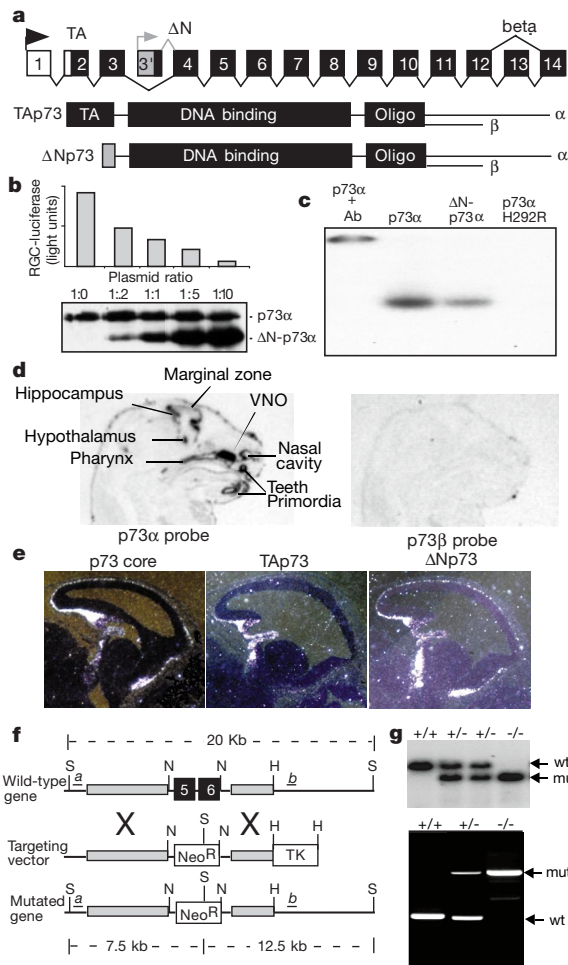 a
TA
ΔN
beta
1 2 3 3' 4 5 6 7 8 9 10 11 12 13 14
TAp73 TA DNA binding Oligo α
β
ΔNp73 DNA binding Oligo α
β
b
RGC-luciferase
(light units)
Plasmid ratio
1:0 1:2 1:1 1:5 1:10
p73α
ΔN-p73α
c
p73α
+
Ab
p73α
ΔN-
p73α
p73α
H292R
d
Marginal zone
Hippocampus
VNO
Hypothalamus
Pharynx
Nasal
cavity
Teeth
Primordia
p73α probe
p73β probe
e
p73 core
TAp73
ΔNp73
f
20 Kb
S N N H S
Wild-type
gene
a 5 6 b
X X
S
N N H H
Targeting
vector
NeoR TK
S
S N N H S
Mutated
gene
a NeoR b
7.5 kb 12.5 kb
g
+/+ +/- +/- -/-
wt
mu
+/+ +/- -/-
mut
wt